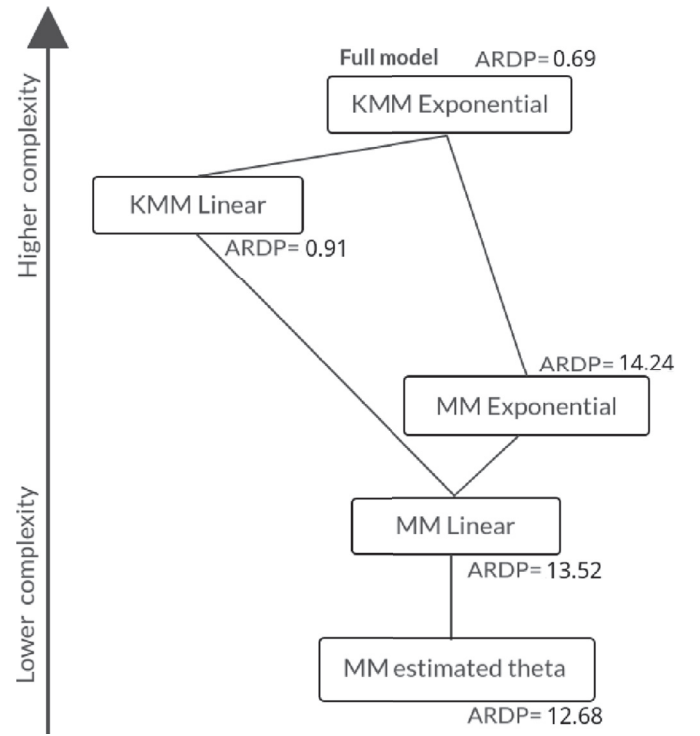 Full model ARDP= 0.69
KMM Exponential
Higher complexity
KMM Linear
ARDP= 0.91
ARDP= 14.24
MM Exponential
MM Linear
ARDP= 13.52
Lower complexity
MM estimated theta
ARDP= 12.68